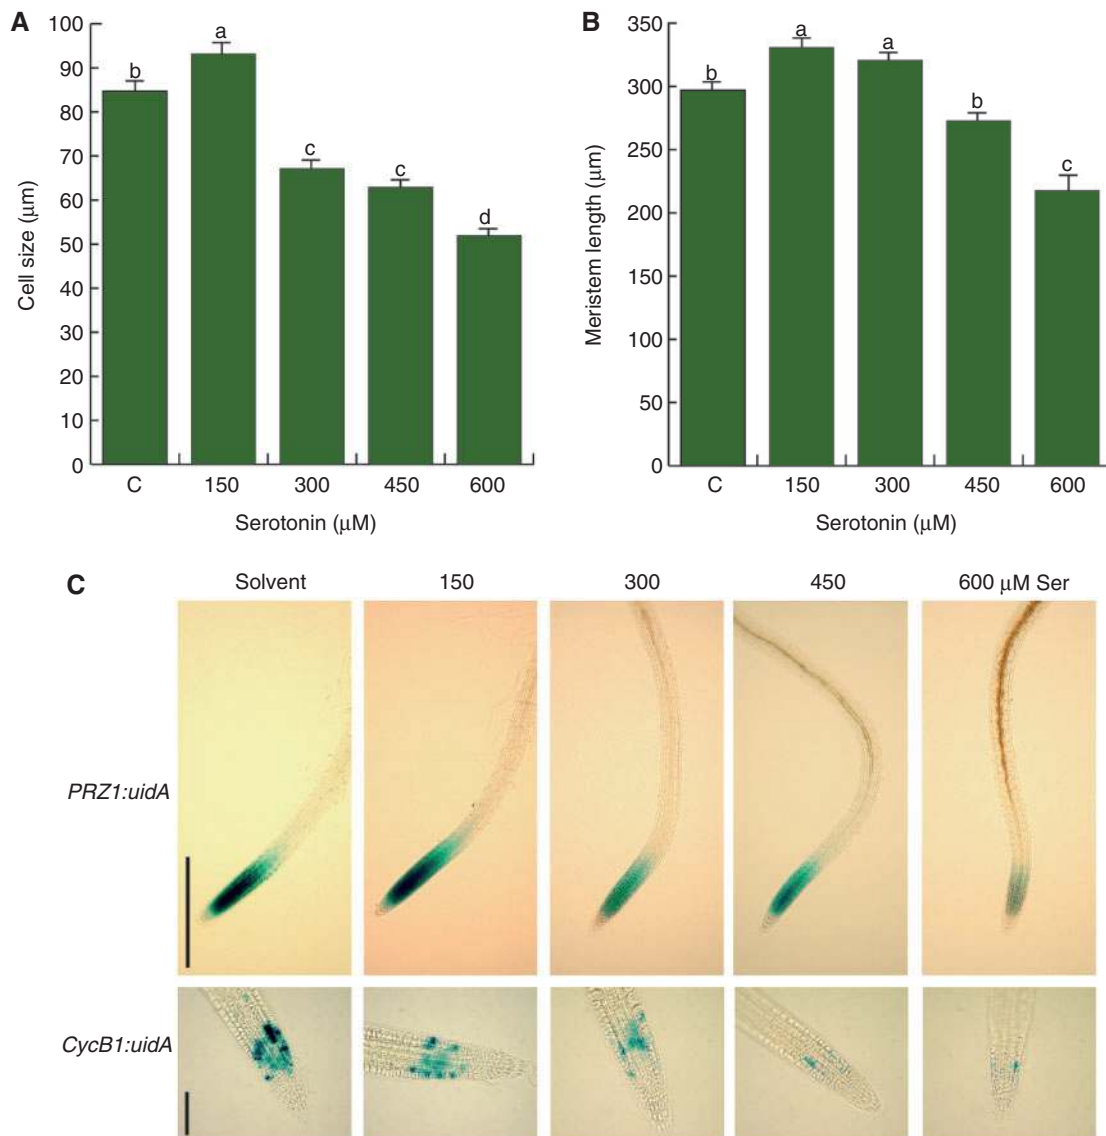 A
100
90
80
70
60
50
40
30
20
10
0
Cell size (μm)
b
a
c
c
d
C 150 300 450 600
Serotonin (μM)
B
350
300
250
200
150
100
50
0
Meristem length (μm)
b
a
a
b
c
C 150 300 450 600
Serotonin (μM)
C
Solvent 150 300 450 600 μM Ser
PRZ1:uidA
CycB1:uidA